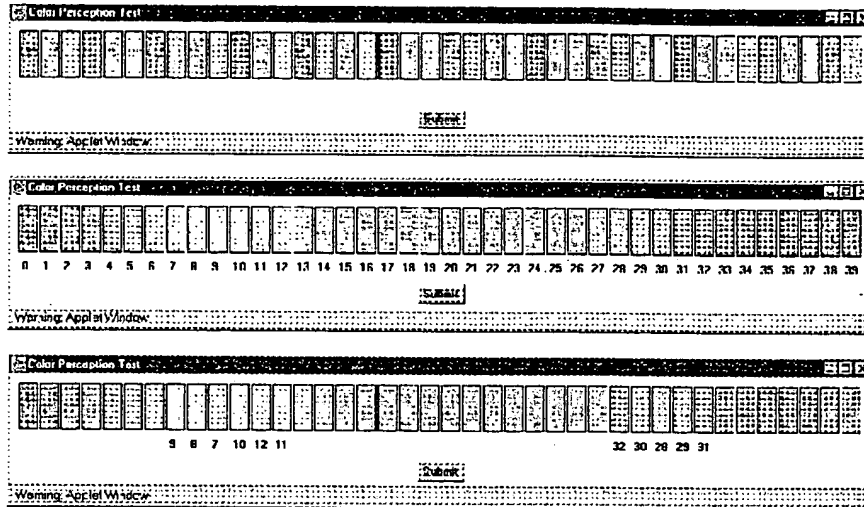 Color Perception Test
Submit
Warning: Applet Window
Color Perception Test
0 1 2 3 4 5 6 7 8 9 10 11 12 13 14 15 16 17 18 19 20 21 22 23 24 25 26 27 28 29 30 31 32 33 34 35 36 37 38 39
Submit
Warning: Applet Window
Color Perception Test
9 8 7 10 12 11 32 30 28 29 31
Submit
Warning: Applet Window